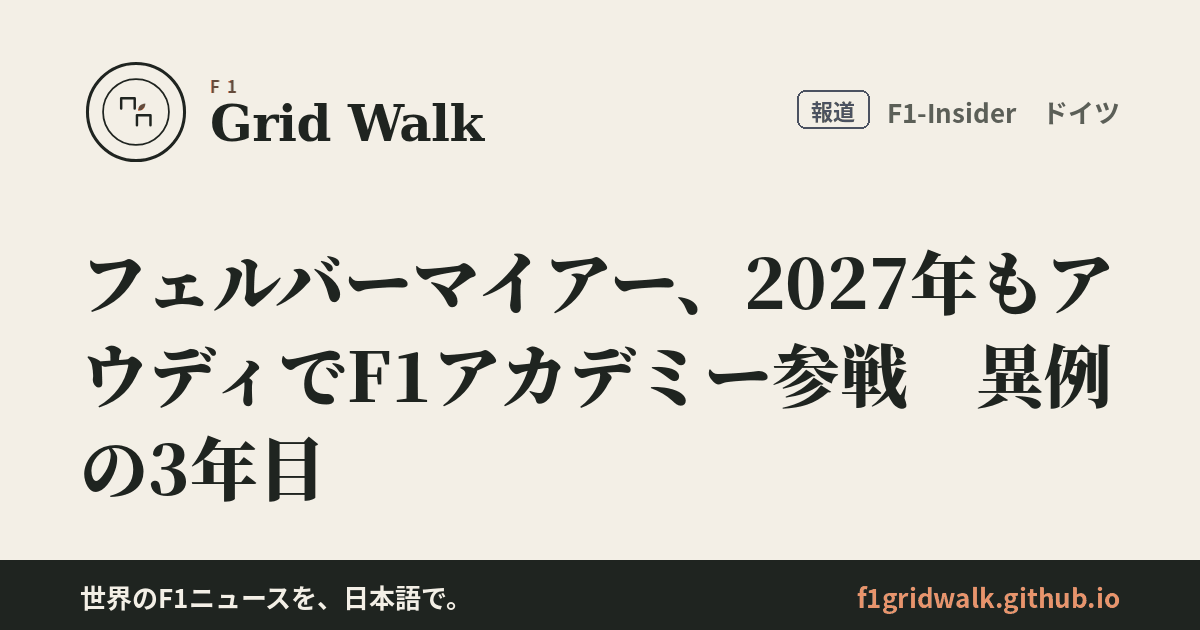 F1
Grid Walk
報道 F1-Insider ドイツ
フェルバーマイアー、2027年もア
ウディでF1アカデミー参戦　異例
の3年目
世界のF1ニュースを、日本語で。
f1gridwalk.github.io